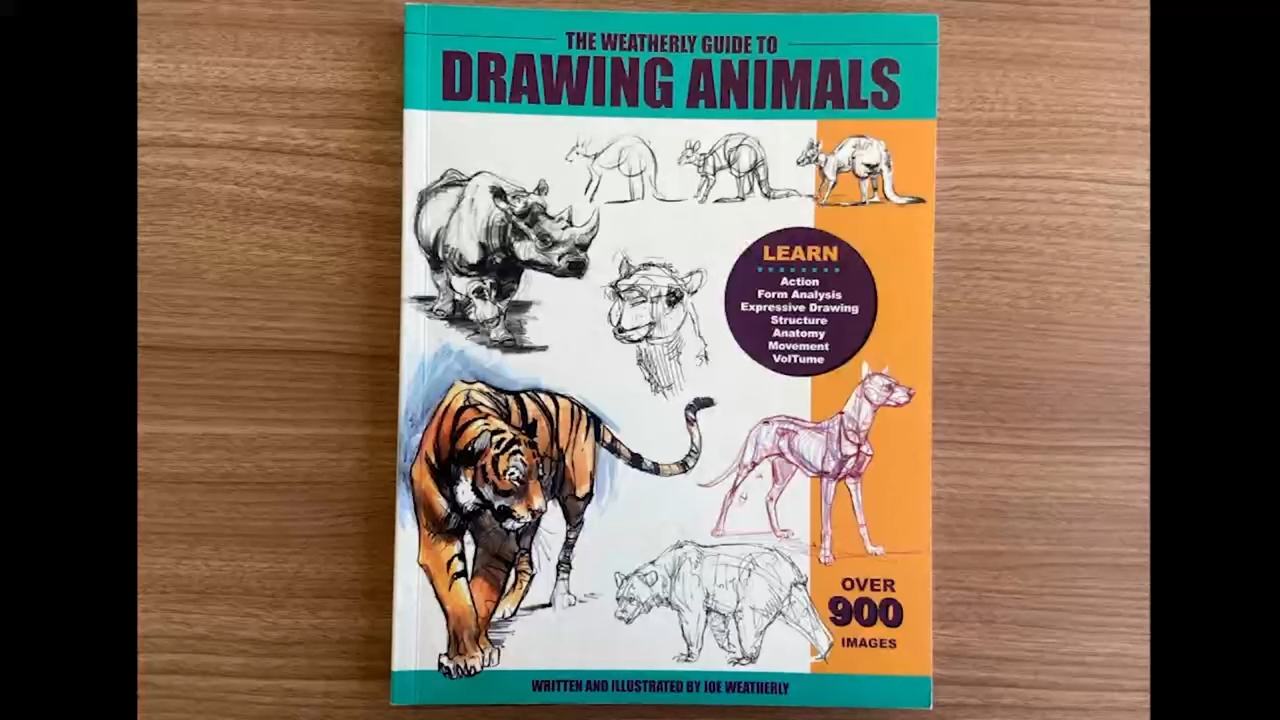 THE WEATHERLY GUIDE TO
DRAWING ANIMALS
LEARN
Action
Form Analysis
Expressive Drawing
Structure
Anatomy
Movement
VolTume
OVER
900
IMAGES
WRITTEN AND ILLUSTRATED BY JOE WEATHERLY